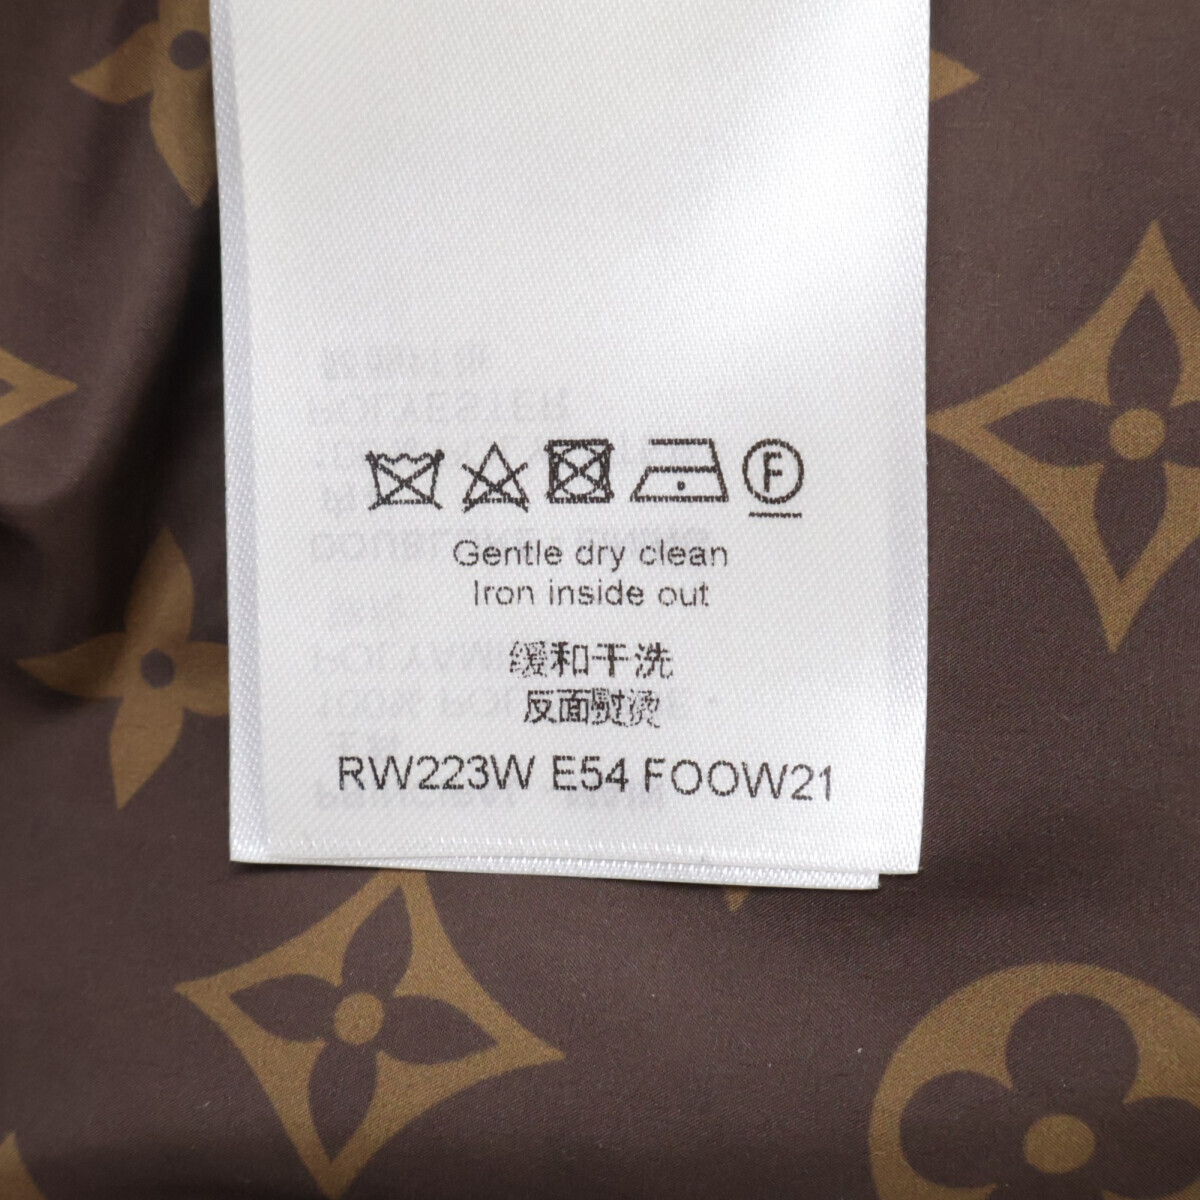 F
Gentle dry clean
Iron inside out
缓和干洗
反面熨烫
RW223W E54 FOOW21